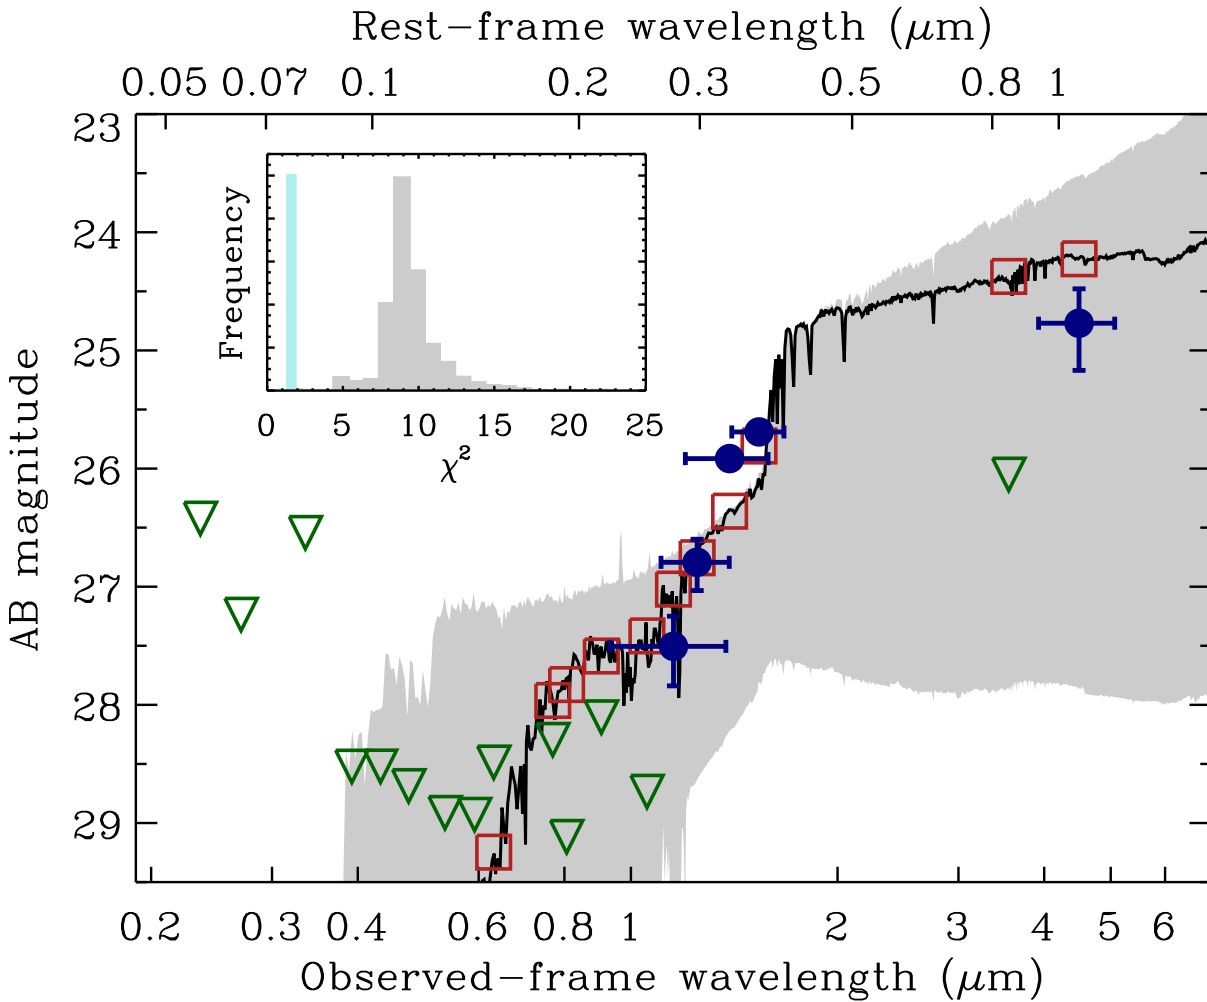 Rest-frame wavelength (μm)
0.05 0.07 0.1 0.2 0.3 0.5 0.8 1
23
24
25
26
27
28
29
AB magnitude
Frequency
0 5 10 15 20 25
χ²
0.2 0.3 0.4 0.6 0.8 1 2 3 4 5 6
Observed-frame wavelength (μm)